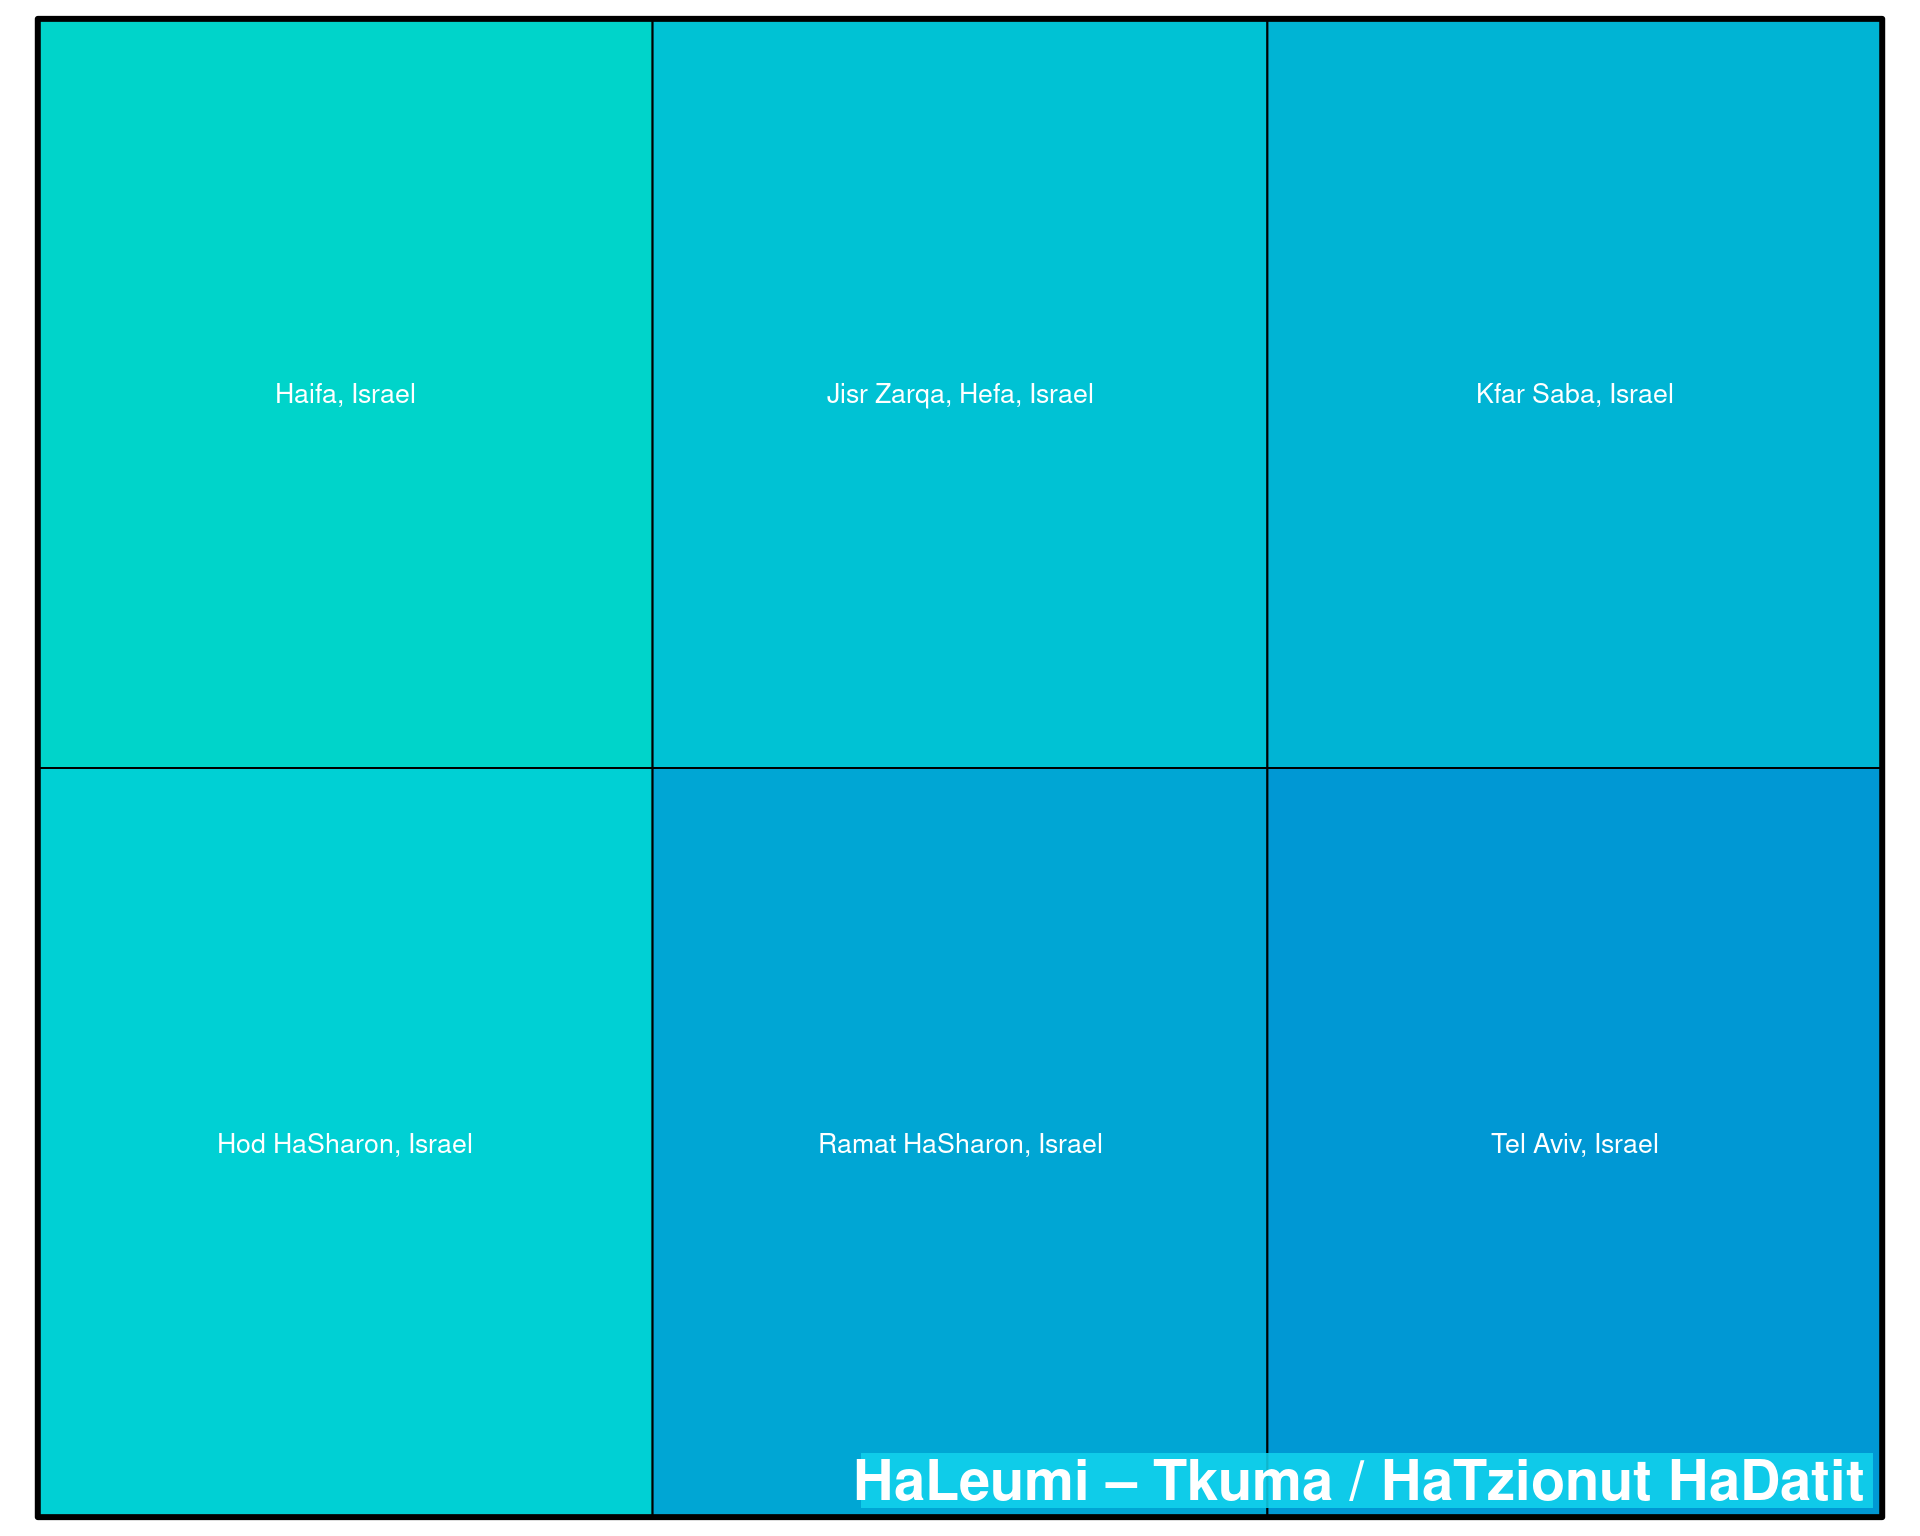 Haifa, Israel
Jisr Zarqa, Hefa, Israel
Kfar Saba, Israel
Hod HaSharon, Israel
Ramat HaSharon, Israel
Tel Aviv, Israel
HaLeumi – Tkuma / HaTzionut HaDatit